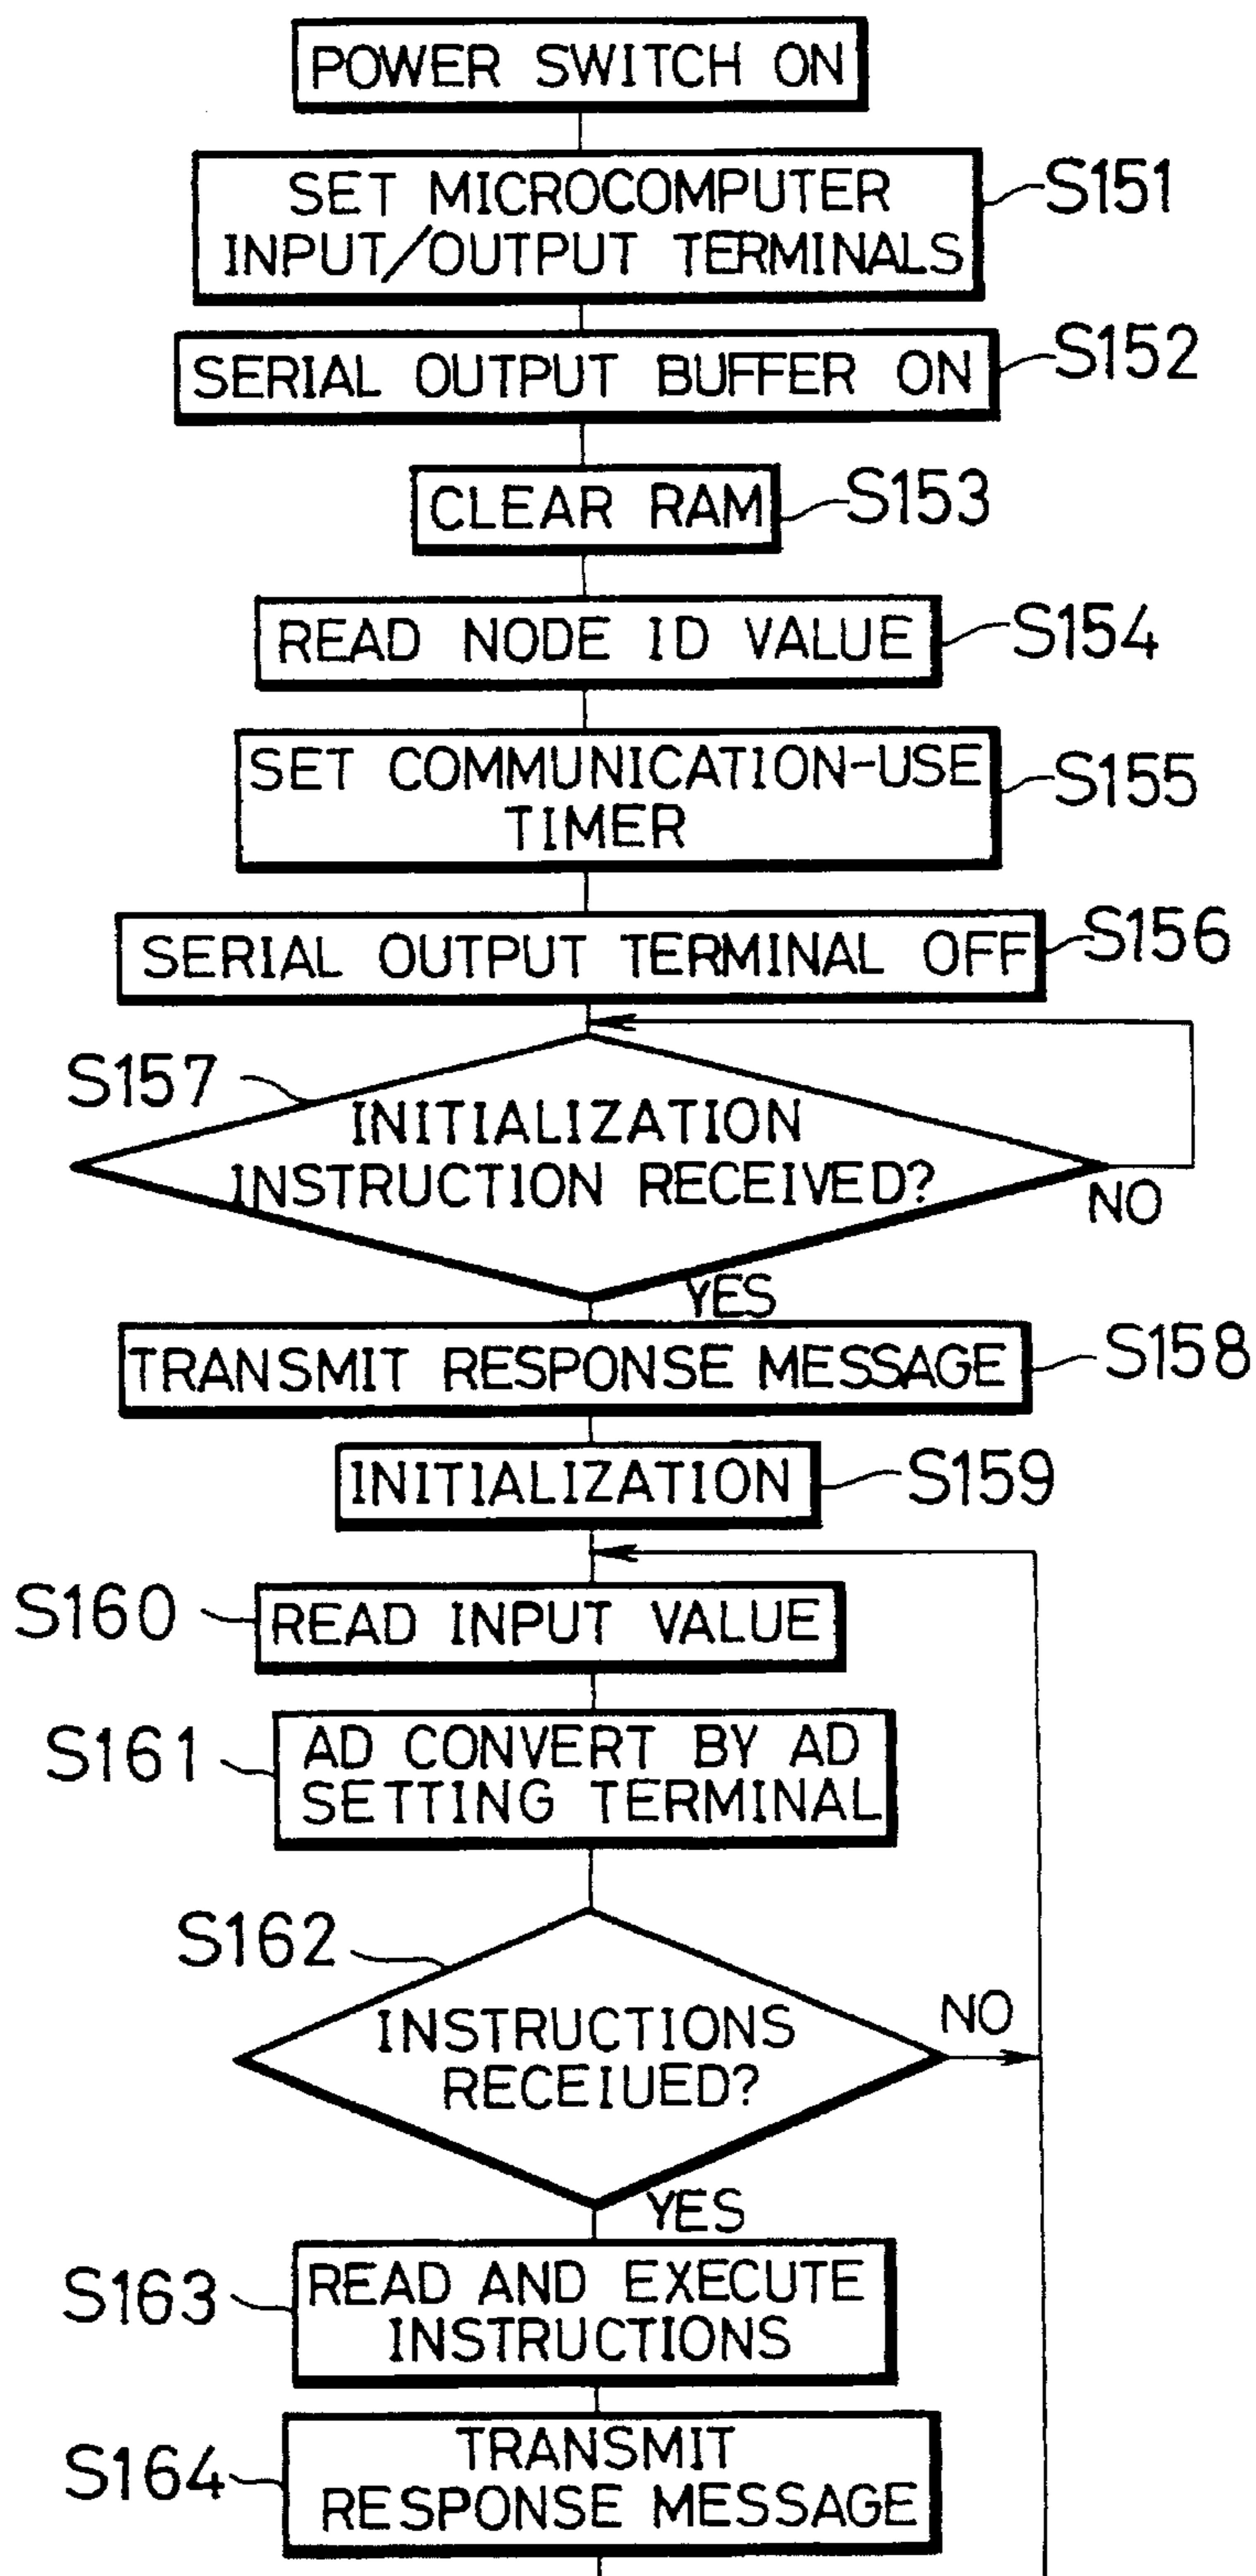 POWER SWITCH ON
SET MICROCOMPUTER
INPUT/OUTPUT TERMINALS
S151
SERIAL OUTPUT BUFFER ON
S152
CLEAR RAM
S153
READ NODE ID VALUE
S154
SET COMMUNICATION-USE
TIMER
S155
SERIAL OUTPUT TERMINAL OFF
S156
S157
INITIALIZATION
INSTRUCTION RECEIVED?
NO
YES
TRANSMIT RESPONSE MESSAGE
S158
INITIALIZATION
S159
S160
READ INPUT VALUE
S161
AD CONVERT BY AD
SETTING TERMINAL
S162
INSTRUCTIONS
RECEIUED?
NO
YES
S163
READ AND EXECUTE
INSTRUCTIONS
S164
TRANSMIT
RESPONSE MESSAGE